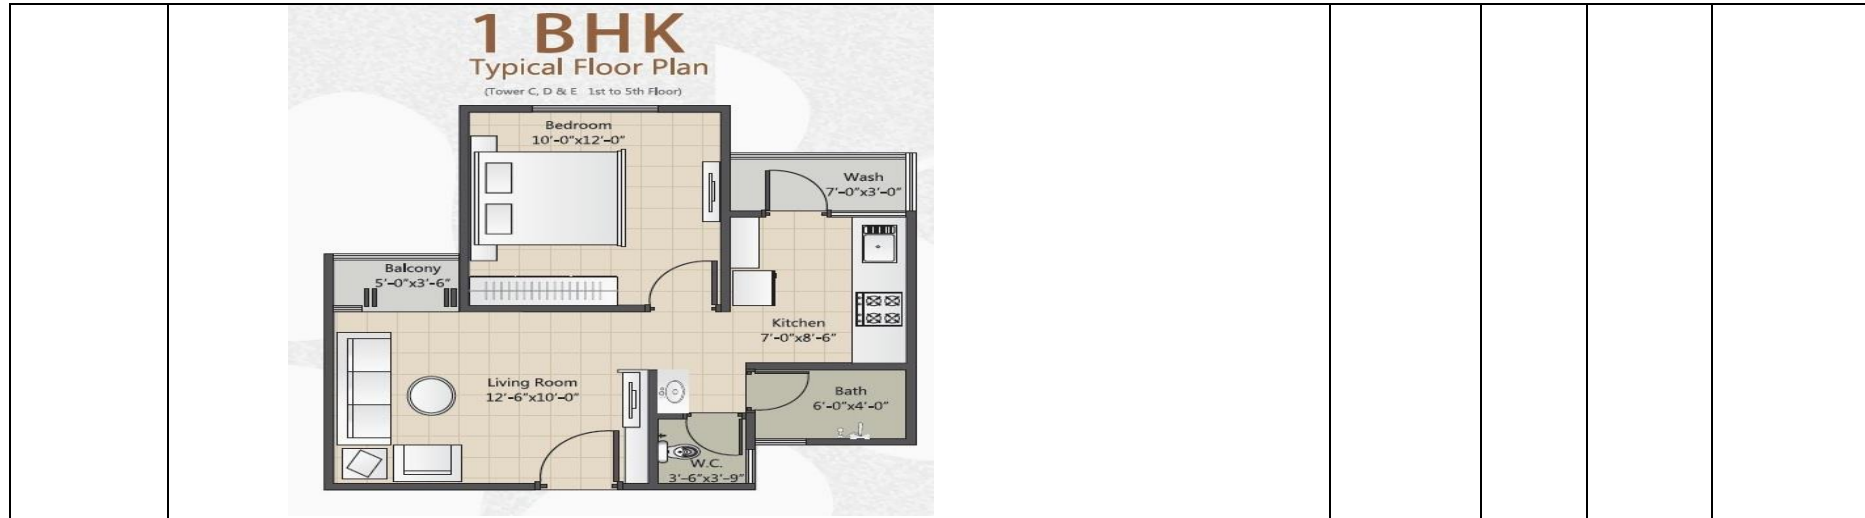 1 BHK
Typical Floor Plan
(Tower C, D & E 1st to 5th Floor)
Bedroom
10'-0"x12'-0"
Wash
7'-0"x3'-0"
Balcony
5'-0"x3'-6"
Kitchen
7'-0"x8'-6"
Living Room
12'-6"x10'-0"
Bath
6'-0"x4'-0"
W.C.
3'-6"x3'-9"